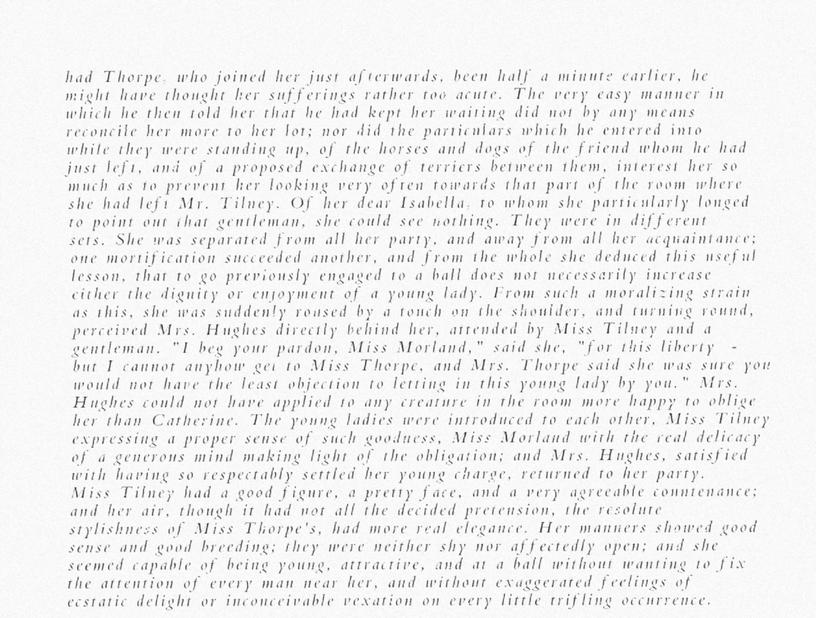 had Thorpe, who joined her just afterwards, been half a minute earlier, he
might have thought her sufferings rather too acute. The very easy manner in
which he then told her that he had kept her waiting did not by any means
reconcile her more to her lot; nor did the particulars which he entered into
while they were standing up, of the horses and dogs of the friend whom he had
just left, and of a proposed exchange of terriers between them, interest her so
much as to prevent her looking very often towards that part of the room where
she had left Mr. Tilney. Of her dear Isabella, to whom she particularly longed
to point out that gentleman, she could see nothing. They were in different
sets. She was separated from all her party, and away from all her acquaintance;
one mortification succeeded another, and from the whole she deduced this useful
lesson, that to go previously engaged to a ball does not necessarily increase
either the dignity or enjoyment of a young lady. From such a moralizing strain
as this, she was suddenly roused by a touch on the shoulder, and turning round,
perceived Mrs. Hughes directly behind her, attended by Miss Tilney and a
gentleman. "I beg your pardon, Miss Morland," said she, "for this liberty -
but I cannot anyhow get to Miss Thorpe, and Mrs. Thorpe said she was sure you
would not have the least objection to letting in this young lady by you." Mrs.
Hughes could not have applied to any creature in the room more happy to oblige
her than Catherine. The young ladies were introduced to each other, Miss Tilney
expressing a proper sense of such goodness, Miss Morland with the real delicacy
of a generous mind making light of the obligation; and Mrs. Hughes, satisfied
with having so respectably settled her young charge, returned to her party.
Miss Tilney had a good figure, a pretty face, and a very agreeable countenance;
and her air, though it had not all the decided pretension, the resolute
stylishness of Miss Thorpe's, had more real elegance. Her manners showed good
sense and good breeding; they were neither shy nor affectedly open; and she
seemed capable of being young, attractive, and at a ball without wanting to fix
the attention of every man near her, and without exaggerated feelings of
ecstatic delight or inconceivable vexation on every little trifling occurrence.